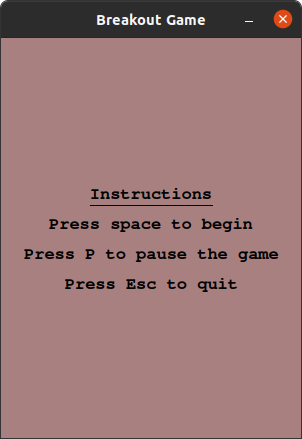 Breakout Game
Instructions
Press space to begin
Press P to pause the game
Press Esc to quit